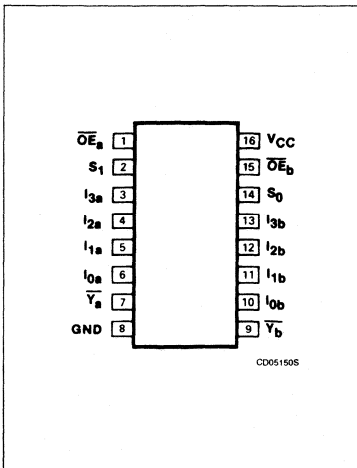 OEa 1 16 VCC
S1 2 15 OEb
I3a 3 14 S0
I2a 4 13 I3b
I1a 5 12 I2b
I0a 6 11 I1b
Ya 7 10 I0b
GND 8 9 Yb
CD05150S